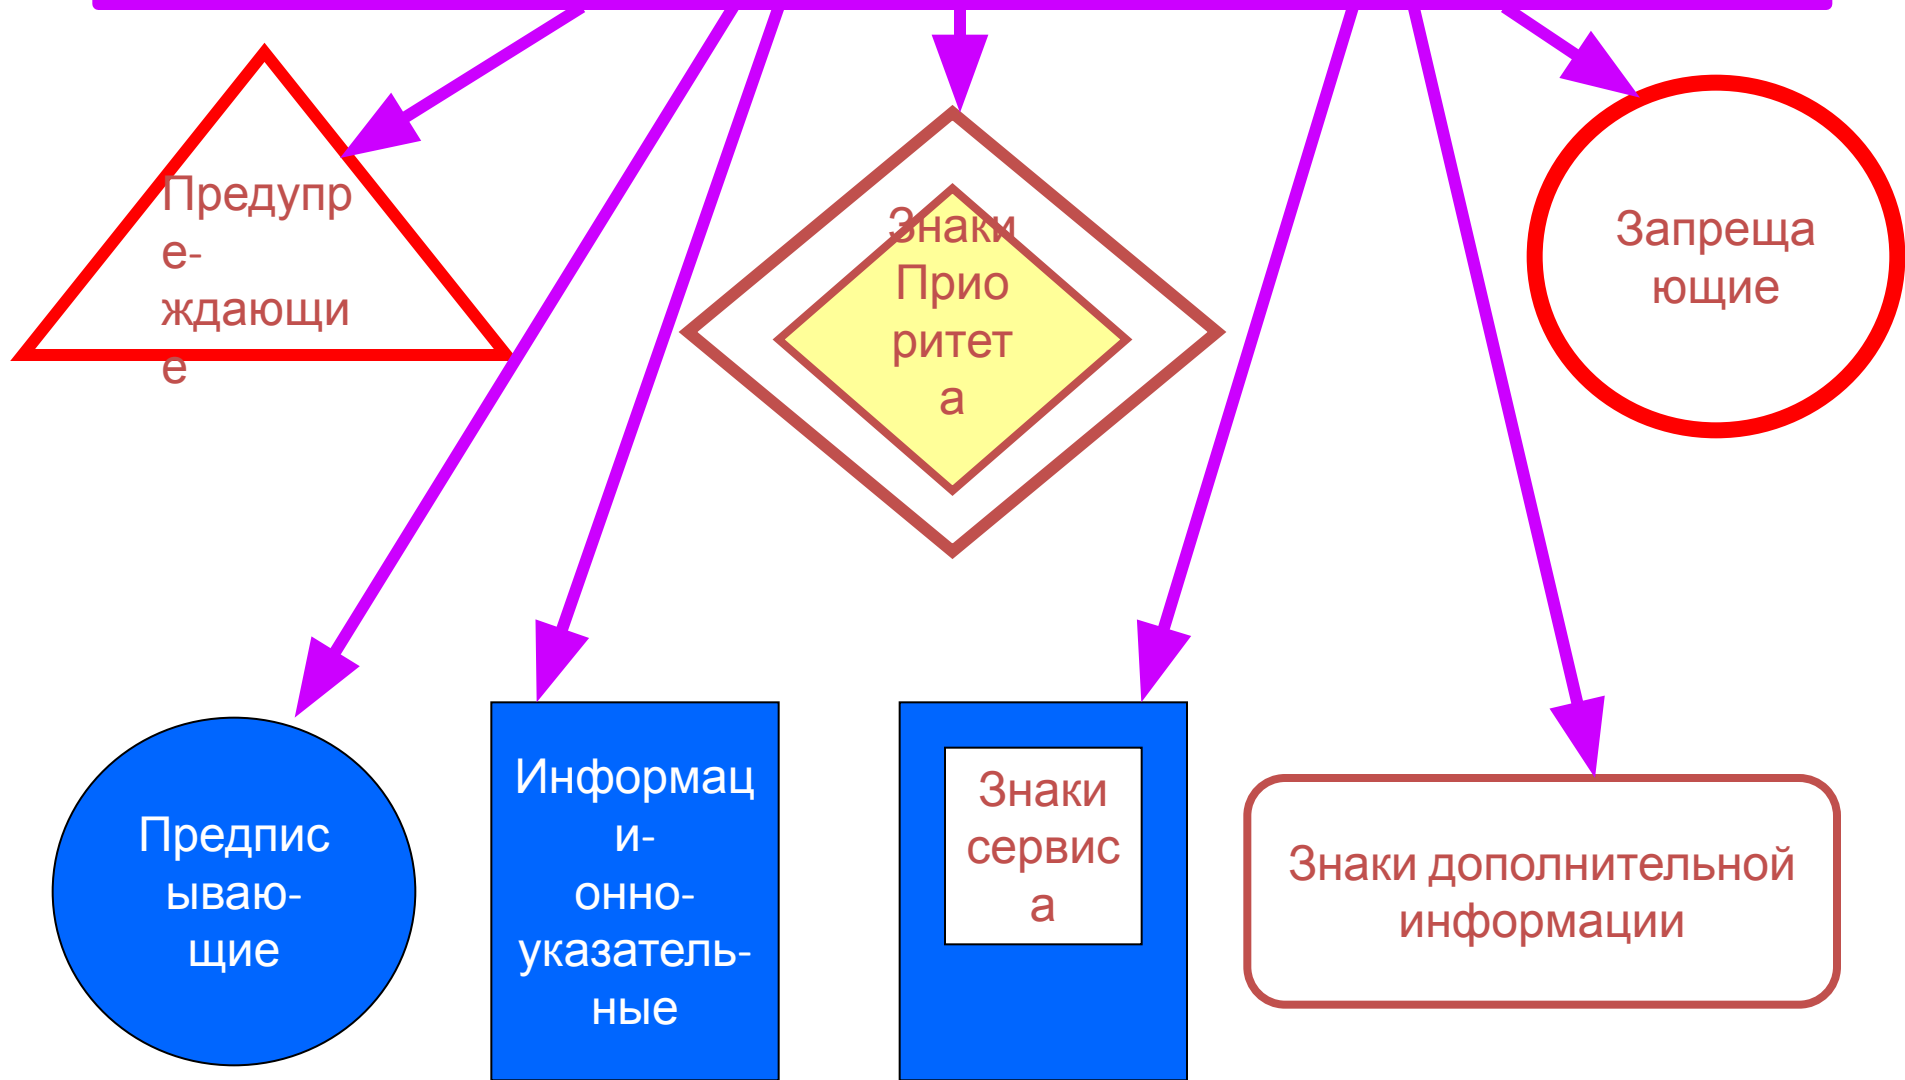 Предупр
е-
ждающи
е
Знаки
Прио
ритет
а
Запреща
ющие
Предпис
ываю-
щие
Информац
и-
онно-
указатель-
ные
Знаки
сервис
а
Знаки дополнительной
информации